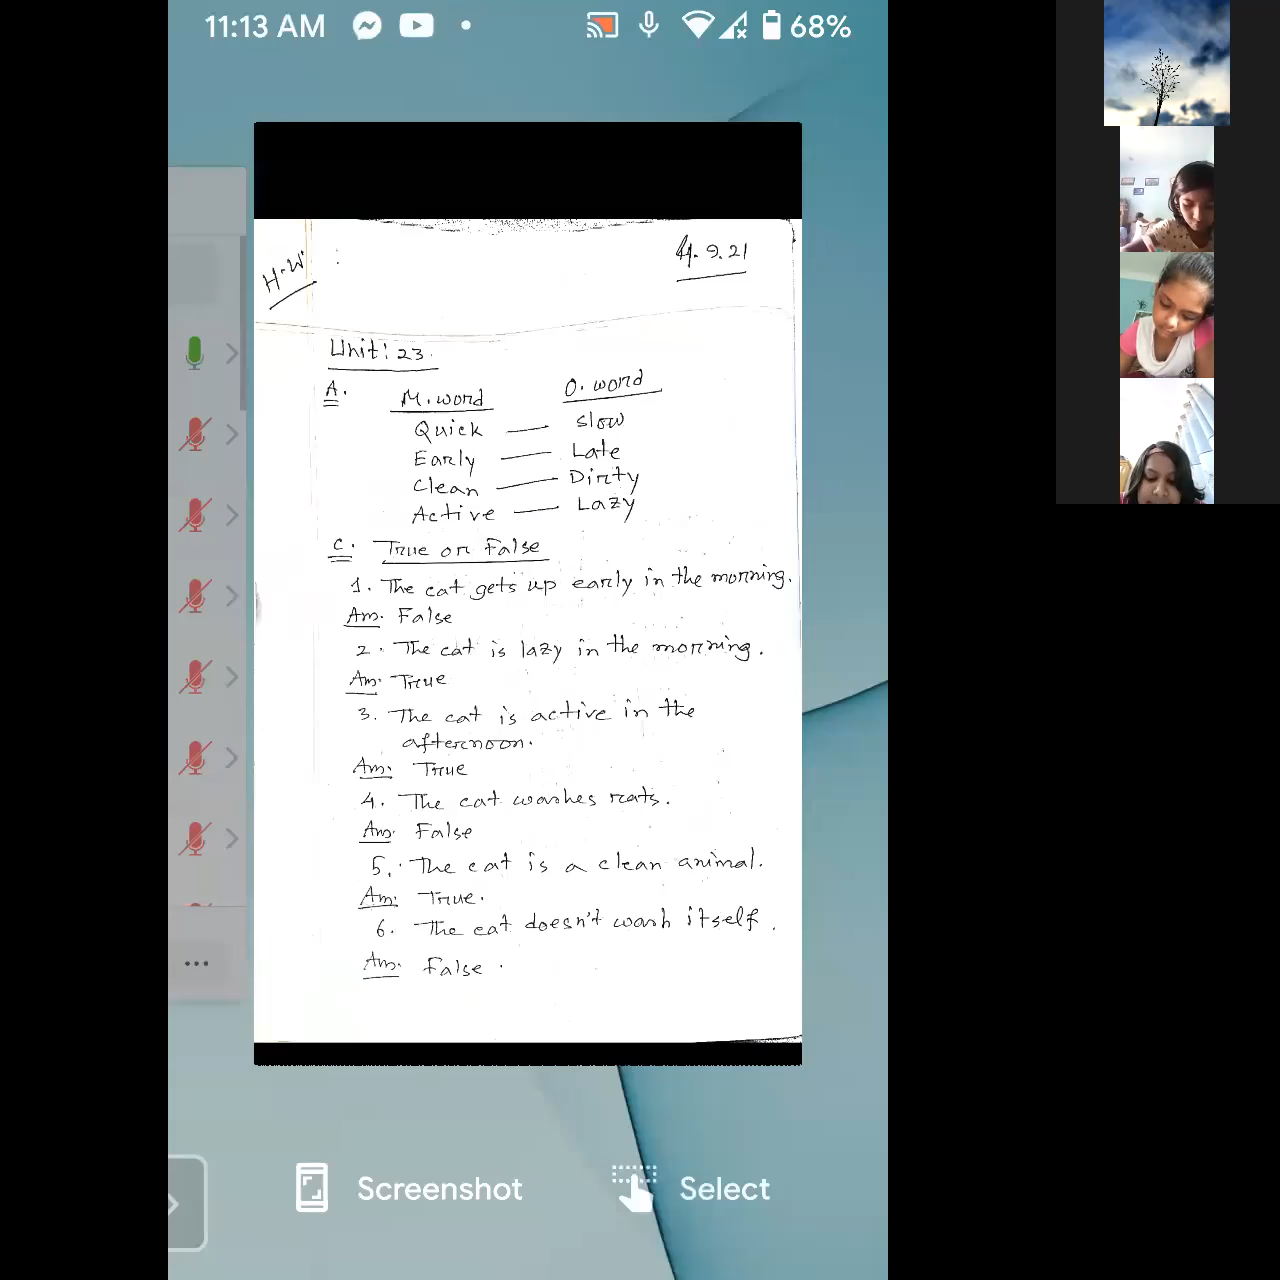 11:13 AM
68%
H.W
4.9.21
Unit: 23.
A. M. word O. word
Quick — Slow
Early — Late
Clean — Dirty
Active — Lazy
C. True or False
1. The cat gets up early in the morning.
Ans. False
2. The cat is lazy in the morning.
Ans. True
3. The cat is active in the
afternoon.
Ans. True
4. The cat washes rats.
Ans. False
5. The cat is a clean animal.
Ans. True.
6. The cat doesn't wash itself.
Ans. False.
Screenshot
Select